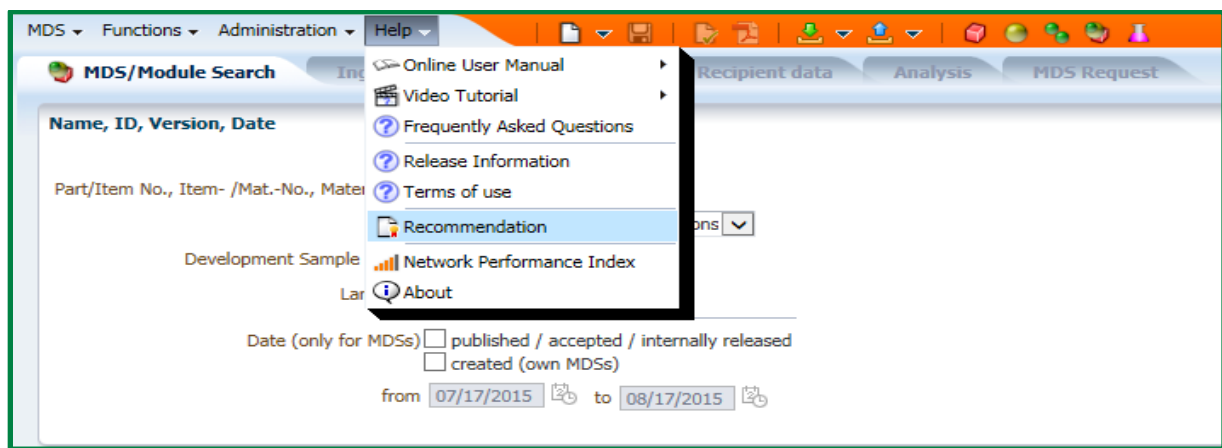 MDS Functions Administration Help
MDS/Module Search Ing Recipient data Analysis MDS Request
Online User Manual
Video Tutorial
Name, ID, Version, Date
Frequently Asked Questions
Release Information
Part/Item No., Item- /Mat.-No., Mater
Terms of use
Recommendation
ons
Development Sample
Network Performance Index
Lan
About
Date (only for MDSs) published / accepted / internally released
created (own MDSs)
from 07/17/2015 to 08/17/2015